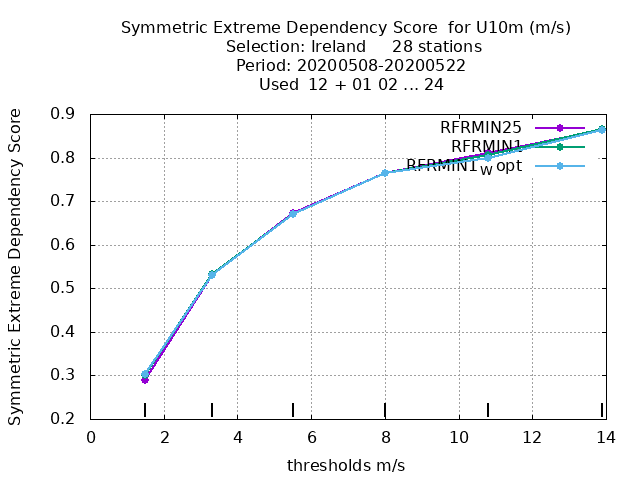 Symmetric Extreme Dependency Score  for U10m (m/s)
Selection: Ireland     28 stations
Period: 20200508-20200522
Used  12 + 01 02 ... 24
Symmetric Extreme Dependency Score
0.9
0.8
0.7
0.6
0.5
0.4
0.3
0.2
RFRMIN25
RFRMIN1
RFRMIN1wopt
0 2 4 6 8 10 12 14
thresholds m/s